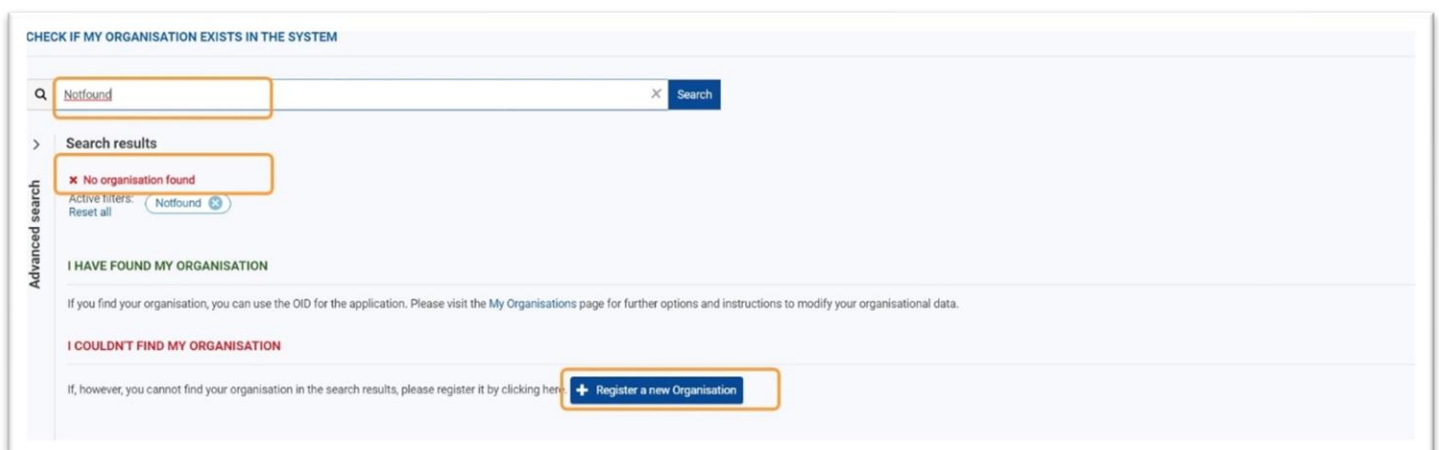 CHECK IF MY ORGANISATION EXISTS IN THE SYSTEM
Notfound
Search
Search results
No organisation found
Active filters:
Notfound
Reset all
Advanced search
I HAVE FOUND MY ORGANISATION
If you find your organisation, you can use the OID for the application. Please visit the My Organisations page for further options and instructions to modify your organisational data.
I COULDN'T FIND MY ORGANISATION
If, however, you cannot find your organisation in the search results, please register it by clicking here Register a new Organisation